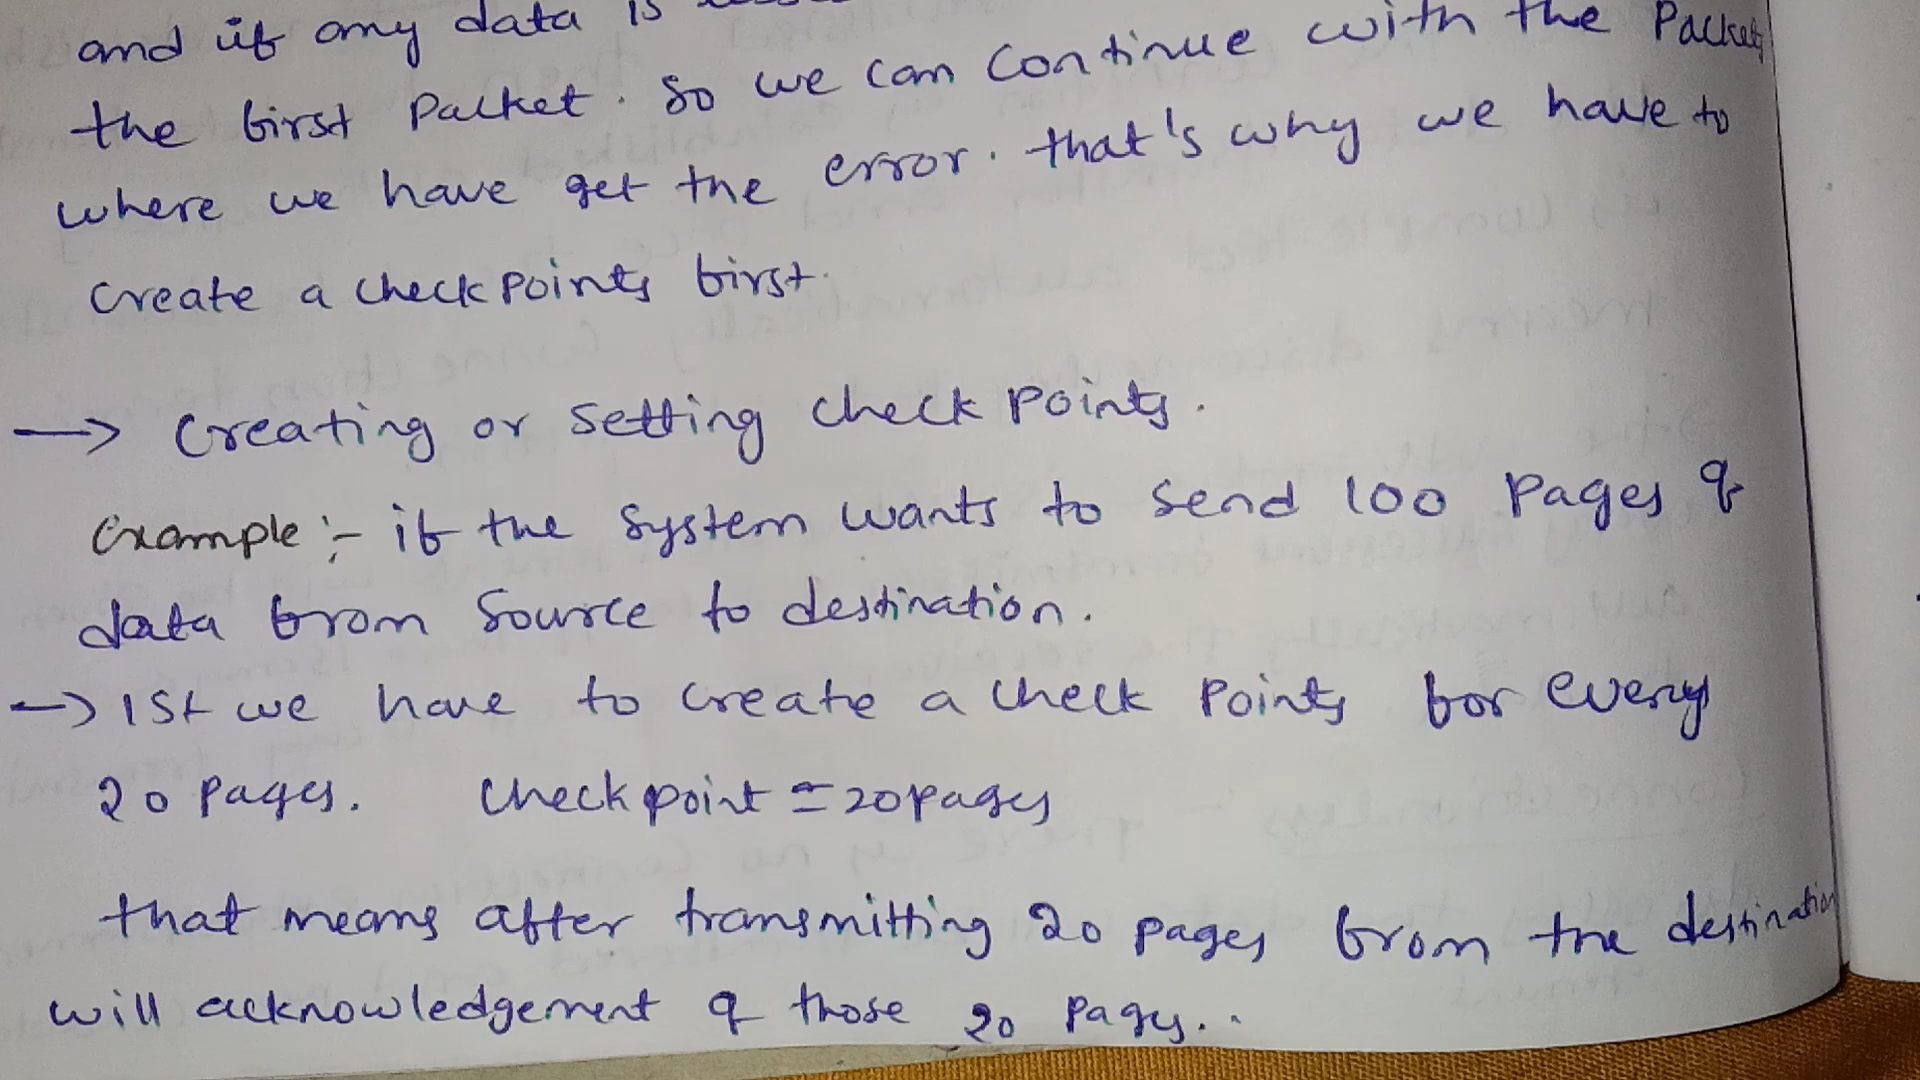 and if any data is
the first Packet. So we can continue with the Packet
where we have get the error. that's why we have to
create a check points first.
→ Creating or setting check points.
Example :- if the System wants to send 100 pages of
data from Source to destination.
→ 1st we have to create a check Points for every
20 pages. Check point = 20 pages
that means after transmitting 20 pages from the destination
will acknowledgement of those 20 pages..